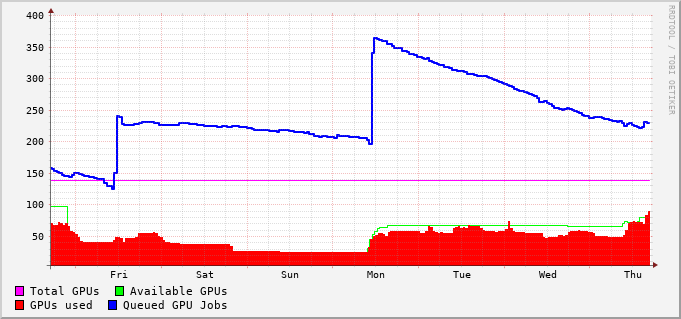 400
350
300
250
200
150
100
50
Fri Sat Sun Mon Tue Wed Thu
Total GPUs Available GPUs
GPUs used Queued GPU Jobs
RRDTOOL / TOBI OETIKER